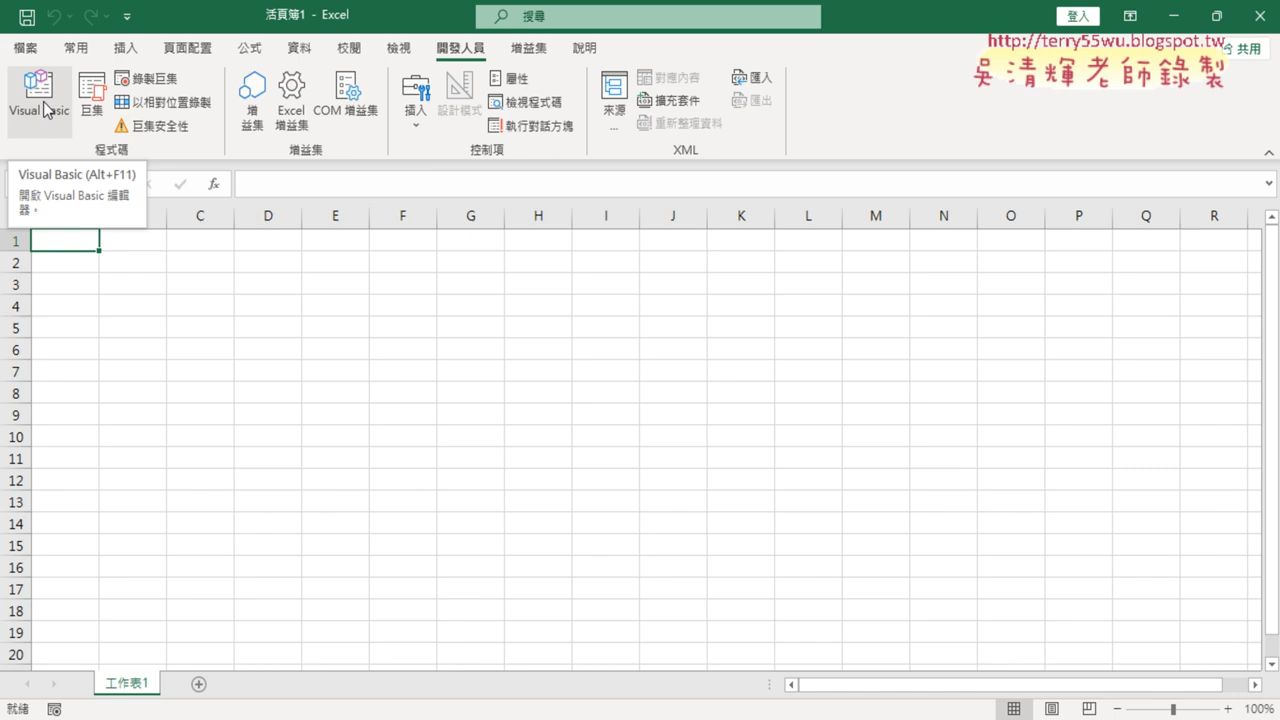 活頁簿1 - Excel
搜尋
登入
http://terry55wu.blogspot.tw
吳清輝老師錄製
檔案 常用 插入 頁面配置 公式 資料 校閱 檢視 開發人員 增益集 說明 共用
Visual Basic
巨集
錄製巨集
以相對位置錄製
巨集安全性
程式碼
增益集
Excel 增益集
COM 增益集
增益集
插入
設計模式
屬性
檢視程式碼
執行對話方塊
控制項
來源
...
對應內容
擴充套件
重新整理資料
匯入
匯出
XML
Visual Basic (Alt+F11)
開啟 Visual Basic 編輯
器。
fx
C D E F G H I J K L M N O P Q R
1
2
3
4
5
6
7
8
9
10
11
12
13
14
15
16
17
18
19
20
工作表1
就緒
100%